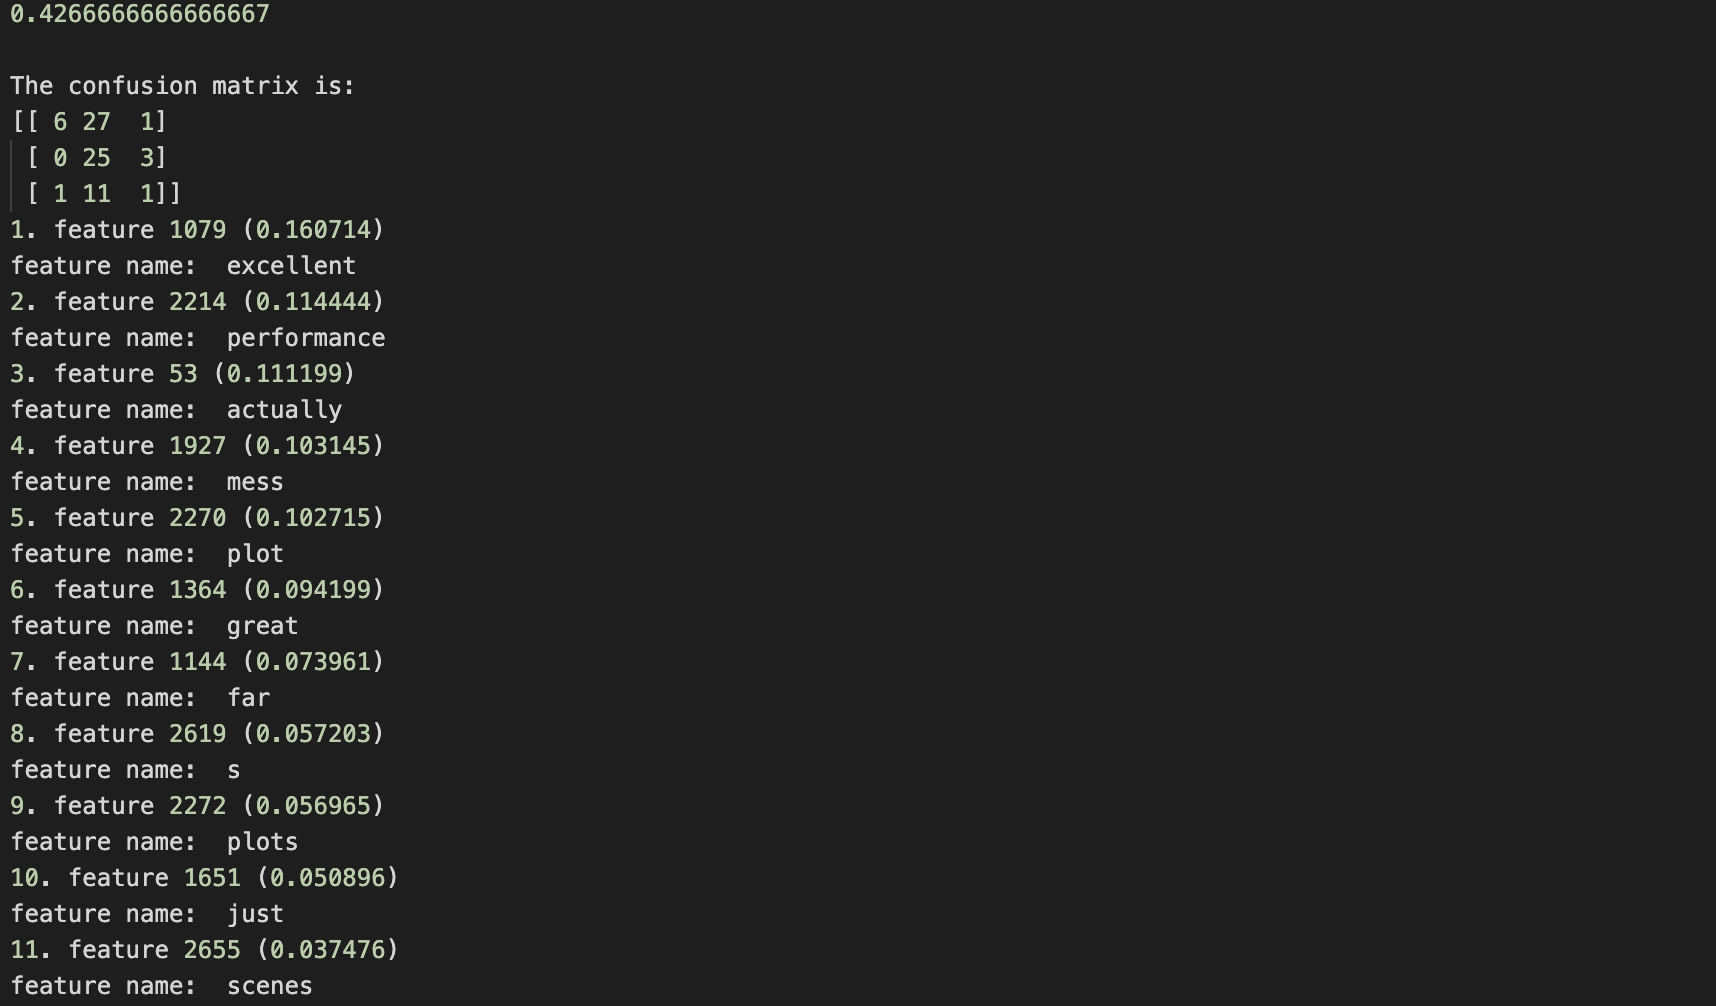 0.4266666666666667
The confusion matrix is:
[[ 6 27  1]
 [ 0 25  3]
 [ 1 11  1]]
1. feature 1079 (0.160714)
feature name:  excellent
2. feature 2214 (0.114444)
feature name:  performance
3. feature 53 (0.111199)
feature name:  actually
4. feature 1927 (0.103145)
feature name:  mess
5. feature 2270 (0.102715)
feature name:  plot
6. feature 1364 (0.094199)
feature name:  great
7. feature 1144 (0.073961)
feature name:  far
8. feature 2619 (0.057203)
feature name:  s
9. feature 2272 (0.056965)
feature name:  plots
10. feature 1651 (0.050896)
feature name:  just
11. feature 2655 (0.037476)
feature name:  scenes